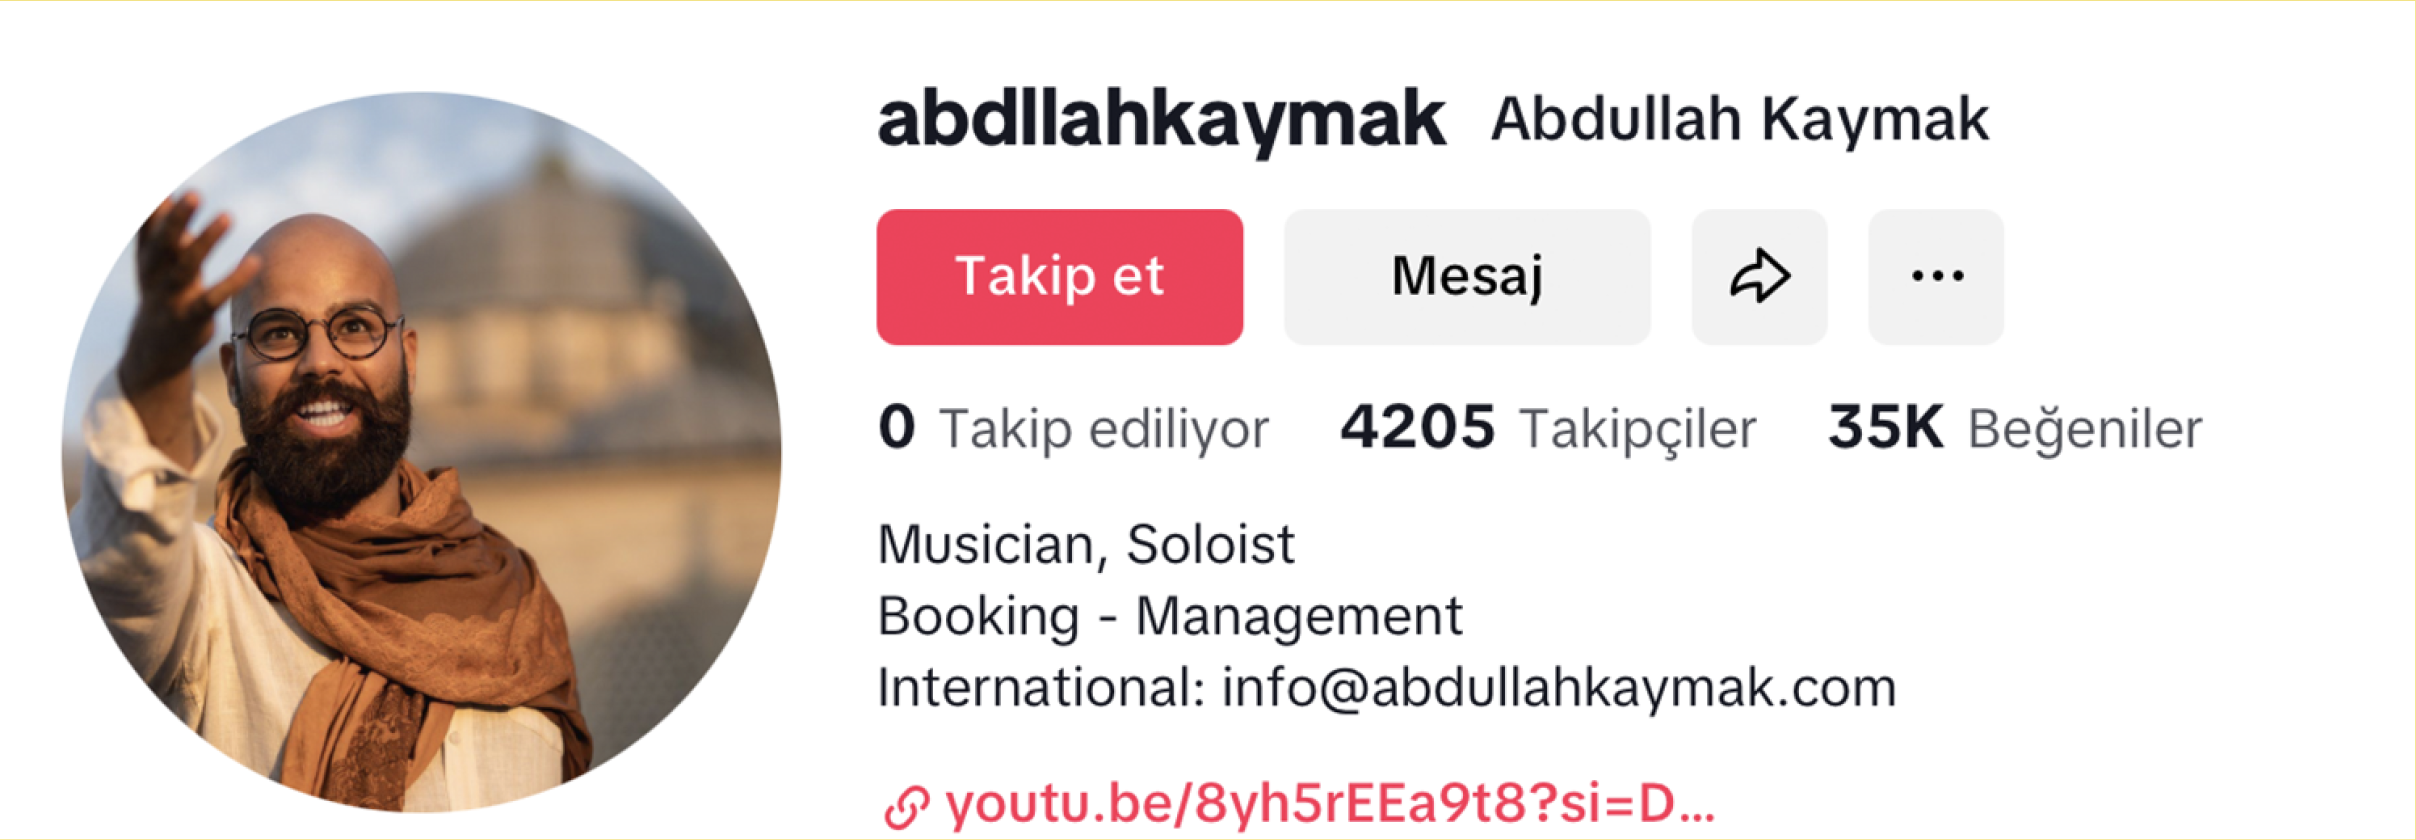 abdllahkaymak Abdullah Kaymak
Takip et Mesaj
0 Takip ediliyor 4205 Takipçiler 35K Beğeniler
Musician, Soloist
Booking - Management
International: info@abdullahkaymak.com
youtu.be/8yh5rEEa9t8?si=D...